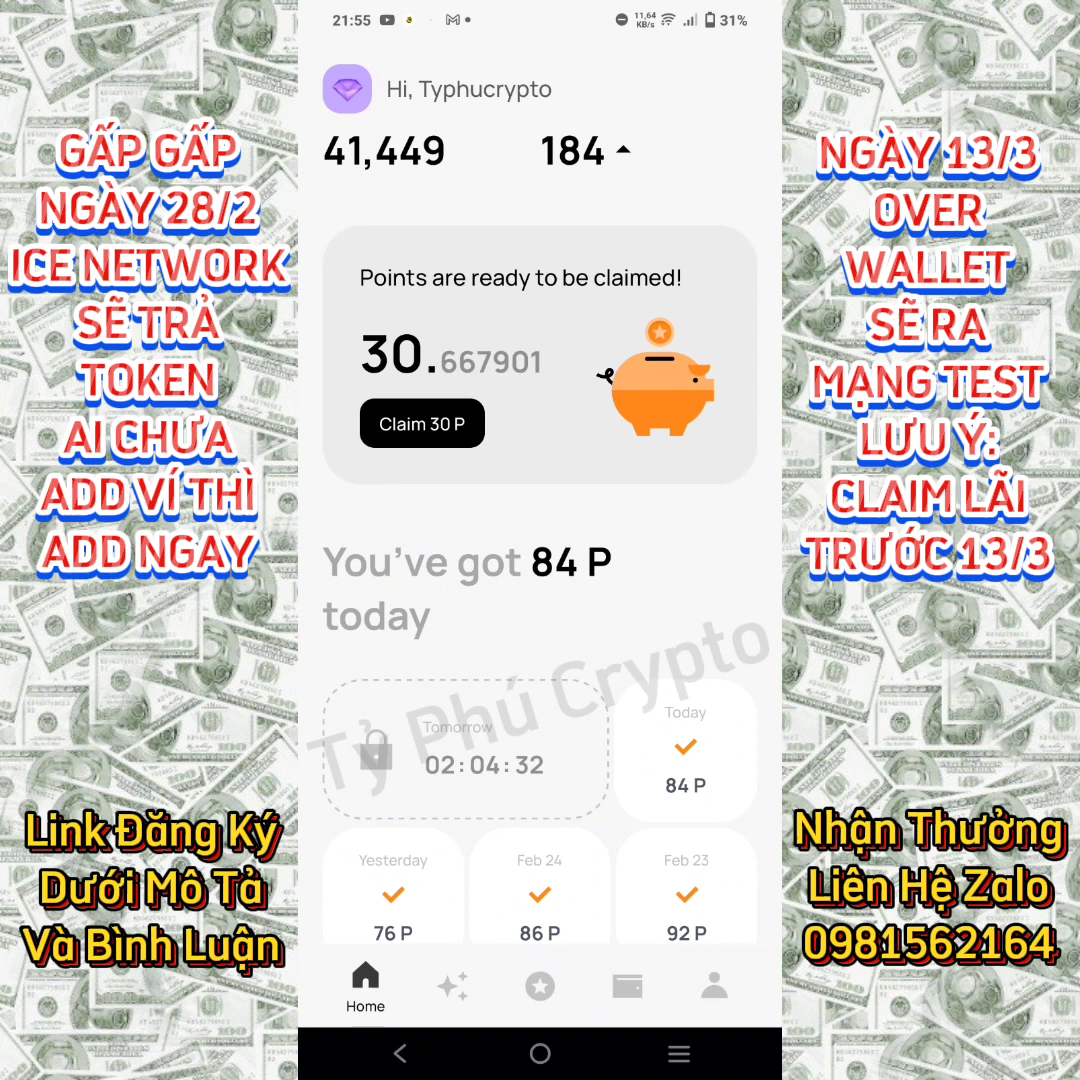 21:55
11,64
KB/s
31%
Hi, Typhucrypto
41,449
184
GẤP GẤP
NGÀY 28/2
ICE NETWORK
SẼ TRẢ
TOKEN
AI CHƯA
ADD VÍ THÌ
ADD NGAY
Points are ready to be claimed!
30.667901
Claim 30 P
NGÀY 13/3
OVER
WALLET
SẼ RA
MẠNG TEST
LƯU Ý:
CLAIM LÃI
TRƯỚC 13/3
You've got 84 P
today
Tỷ Phú Crypto
Tomorrow
02:04:32
Today
84 P
Yesterday
76 P
Feb 24
86 P
Feb 23
92 P
Home
Link Đăng Ký
Dưới Mô Tả
Và Bình Luận
Nhận Thưởng
Liên Hệ Zalo
0981562164